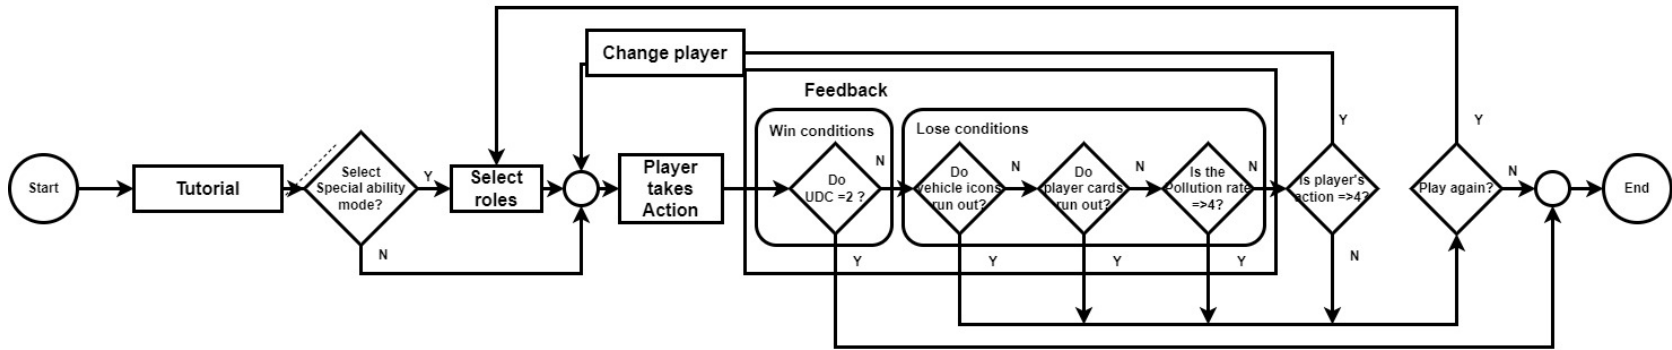 Change player
Feedback
Win conditions
Lose conditions
Start
Tutorial
Select
Special ability
mode?
Y
N
Select
roles
Player
takes
Action
Do
UDC =2 ?
N
Y
Do
vehicle icons
run out?
N
Y
Do
player cards
run out?
N
Y
Is the
Pollution rate
=>4?
N
Y
Is player's
action =>4?
Y
N
Play again?
Y
N
End